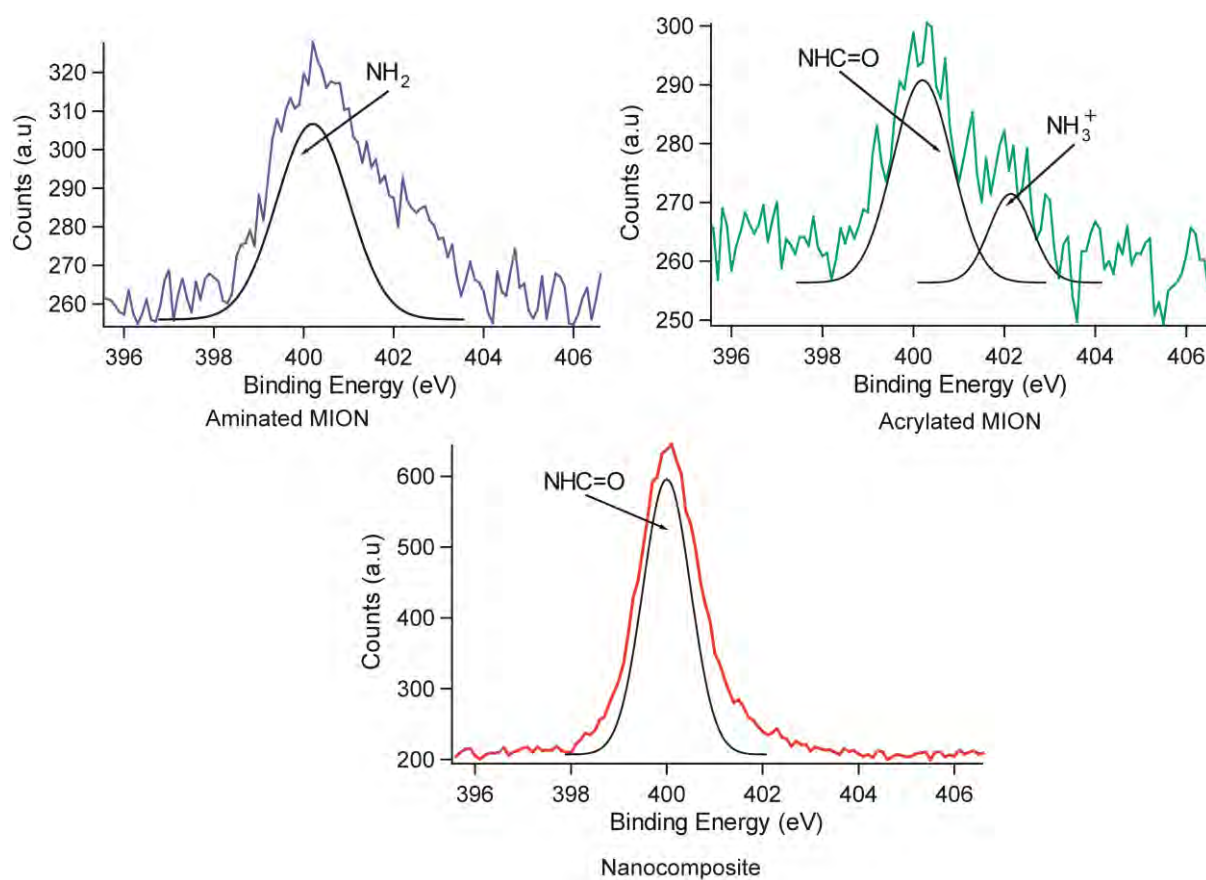 NH2
Counts (a.u)
320
310
300
290
280
270
260
396 398 400 402 404 406
Binding Energy (eV)
Aminated MION
NHC=O
NH3+
Counts (a.u)
300
290
280
270
260
250
396 398 400 402 404 406
Binding Energy (eV)
Acrylated MION
NHC=O
Counts (a.u)
600
500
400
300
200
396 398 400 402 404 406
Binding Energy (eV)
Nanocomposite